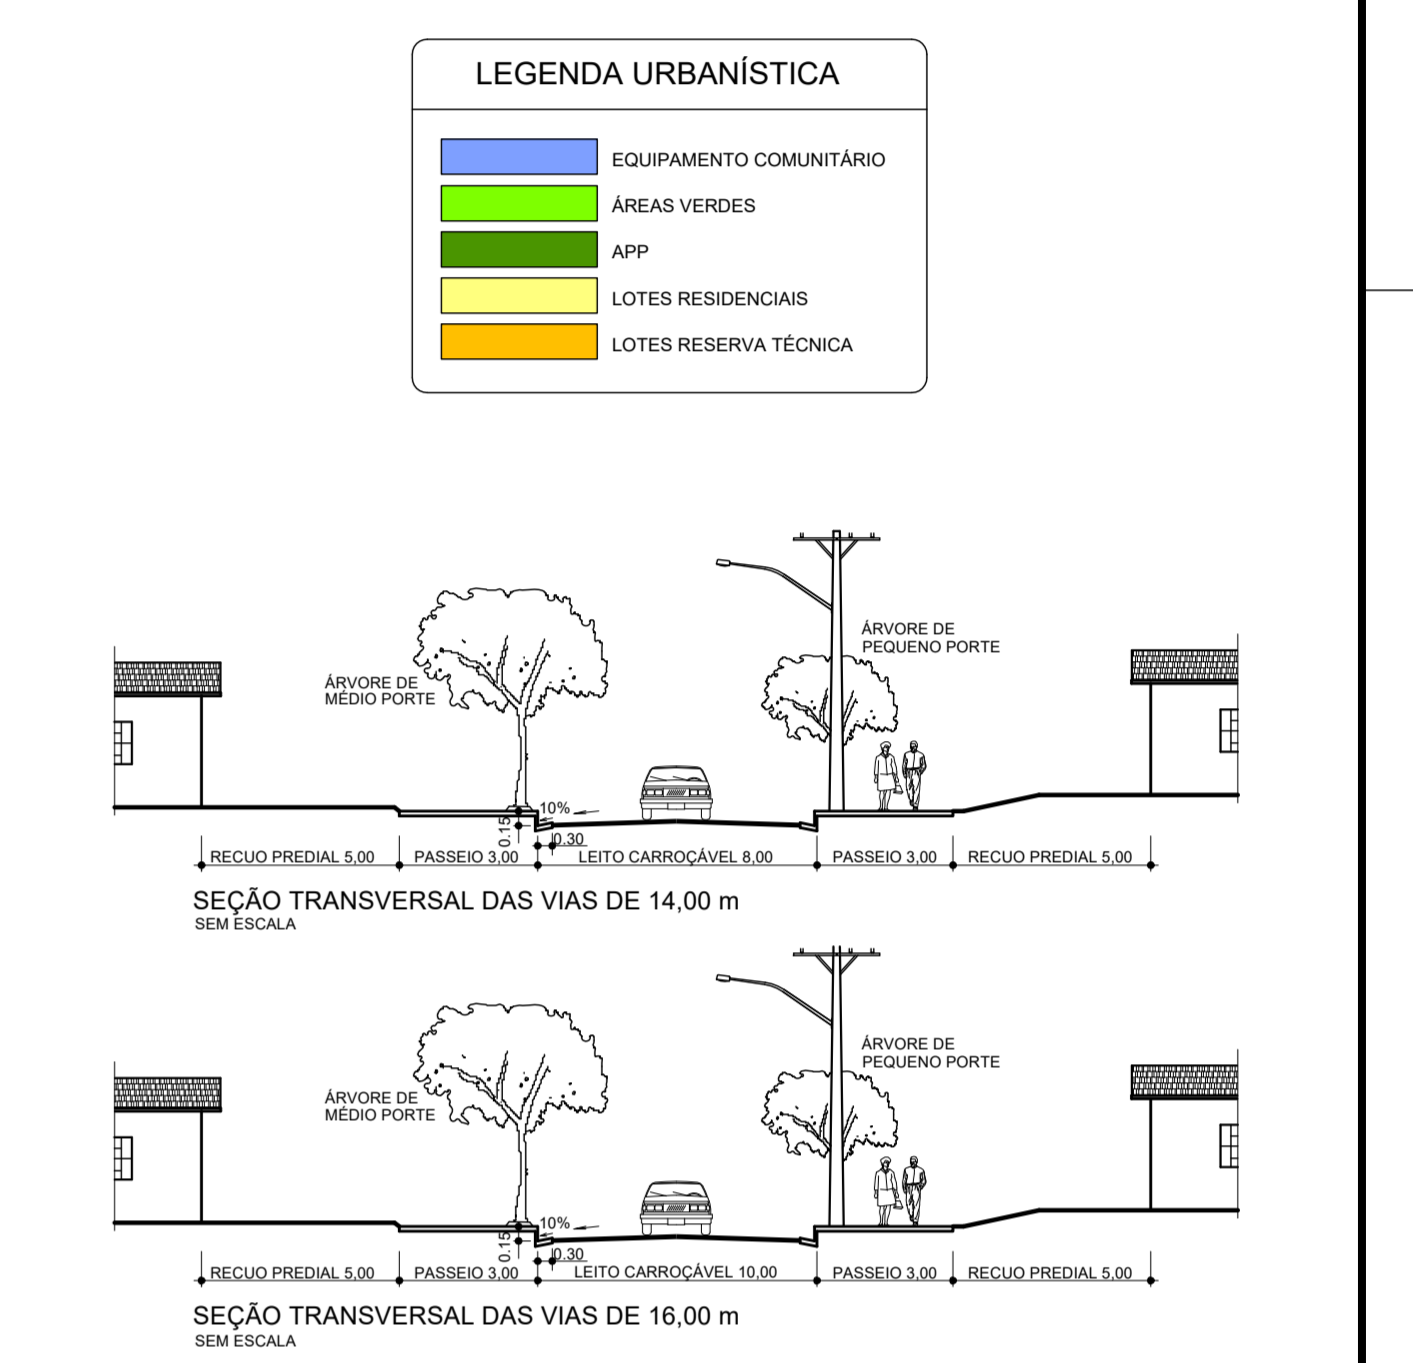 LEGENDA URBANÍSTICA
EQUIPAMENTO COMUNITÁRIO
ÁREAS VERDES
APP
LOTES RESIDENCIAIS
LOTES RESERVA TÉCNICA
ÁRVORE DE
MÉDIO PORTE
ÁRVORE DE
PEQUENO PORTE
10%
0.15
0.30
RECUO PREDIAL 5,00
PASSEIO 3,00
LEITO CARROÇÁVEL 8,00
PASSEIO 3,00
RECUO PREDIAL 5,00
SEÇÃO TRANSVERSAL DAS VIAS DE 14,00 m
SEM ESCALA
ÁRVORE DE
MÉDIO PORTE
ÁRVORE DE
PEQUENO PORTE
10%
0.15
0.30
RECUO PREDIAL 5,00
PASSEIO 3,00
LEITO CARROÇÁVEL 10,00
PASSEIO 3,00
RECUO PREDIAL 5,00
SEÇÃO TRANSVERSAL DAS VIAS DE 16,00 m
SEM ESCALA